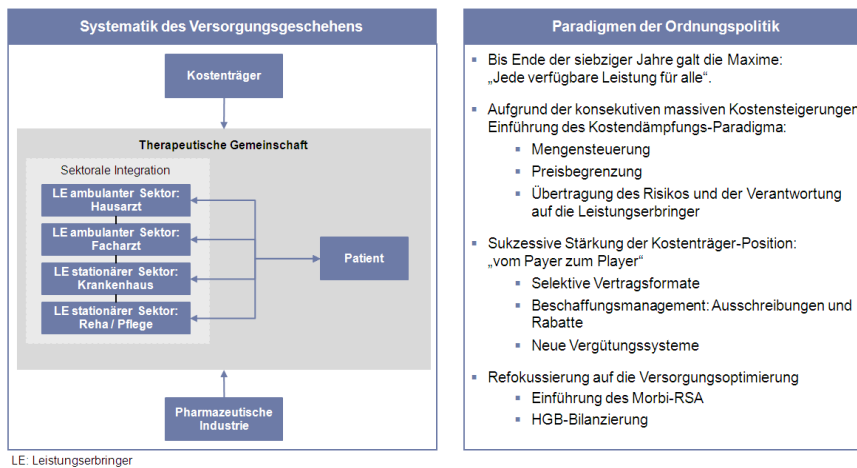 Systematik des Versorgungsgeschehens
Kostenträger
Therapeutische Gemeinschaft
Sektorale Integration
LE ambulanter Sektor:
Hausarzt
LE ambulanter Sektor:
Facharzt
LE stationärer Sektor:
Krankenhaus
LE stationärer Sektor:
Reha / Pflege
Patient
Pharmazeutische
Industrie
LE: Leistungserbringer
Paradigmen der Ordnungspolitik
▪ Bis Ende der siebziger Jahre galt die Maxime:
„Jede verfügbare Leistung für alle“.
▪ Aufgrund der konsekutiven massiven Kostensteigerungen
Einführung des Kostendämpfungs-Paradigma:
▪ Mengensteuerung
▪ Preisbegrenzung
▪ Übertragung des Risikos und der Verantwortung
auf die Leistungserbringer
▪ Sukzessive Stärkung der Kostenträger-Position:
„vom Payer zum Player“
▪ Selektive Vertragsformate
▪ Beschaffungsmanagement: Ausschreibungen und
Rabatte
▪ Neue Vergütungssysteme
▪ Refokussierung auf die Versorgungsoptimierung
▪ Einführung des Morbi-RSA
▪ HGB-Bilanzierung